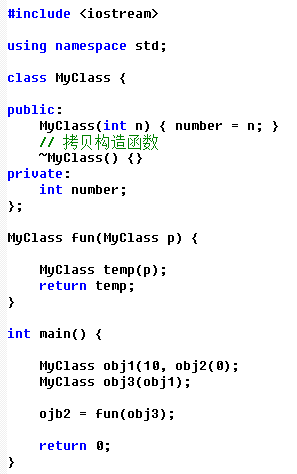 #include <iostream>
using namespace std;
class MyClass {
public:
MyClass(int n) { number = n; }
// 拷贝构造函数
~MyClass() {}
private:
int number;
};
MyClass fun(MyClass p) {
MyClass temp(p);
return temp;
}
int main() {
MyClass obj1(10, obj2(0);
MyClass obj3(obj1);
ojb2 = fun(obj3);
return 0;
}